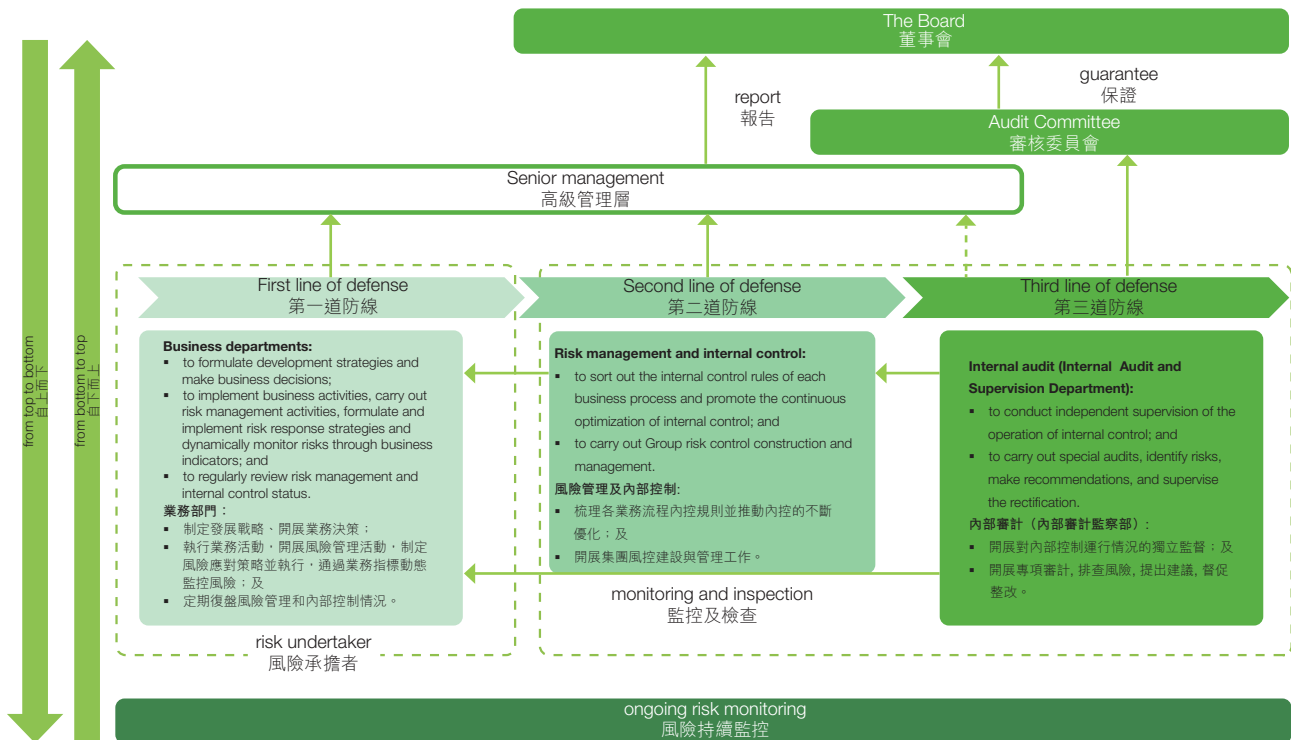 The Board
董事會
guarantee
保證
report
報告
Audit Committee
審核委員會
Senior management
高級管理層
from top to bottom
自上而下
from bottom to top
自下而上
First line of defense
第一道防線
Second line of defense
第二道防線
Third line of defense
第三道防線
Business departments:
▪ to formulate development strategies and
make business decisions;
▪ to implement business activities, carry out
risk management activities, formulate and
implement risk response strategies and
dynamically monitor risks through business
indicators; and
▪ to regularly review risk management and
internal control status.
業務部門：
▪ 制定發展戰略、開展業務決策；
▪ 執行業務活動，開展風險管理活動，制定
風險應對策略並執行，通過業務指標動態
監控風險；及
▪ 定期復盤風險管理和內部控制情況。
Risk management and internal control:
▪ to sort out the internal control rules of each
business process and promote the continuous
optimization of internal control; and
▪ to carry out Group risk control construction and
management.
風險管理及內部控制:
▪ 梳理各業務流程內控規則並推動內控的不斷
優化；及
▪ 開展集團風控建設與管理工作。
Internal audit (Internal Audit and
Supervision Department):
▪ to conduct independent supervision of the
operation of internal control; and
▪ to carry out special audits, identify risks,
make recommendations, and supervise
the rectification.
內部審計（內部審計監察部）:
▪ 開展對內部控制運行情況的獨立監督；及
▪ 開展專項審計, 排查風險, 提出建議, 督促
整改。
monitoring and inspection
監控及檢查
risk undertaker
風險承擔者
ongoing risk monitoring
風險持續監控